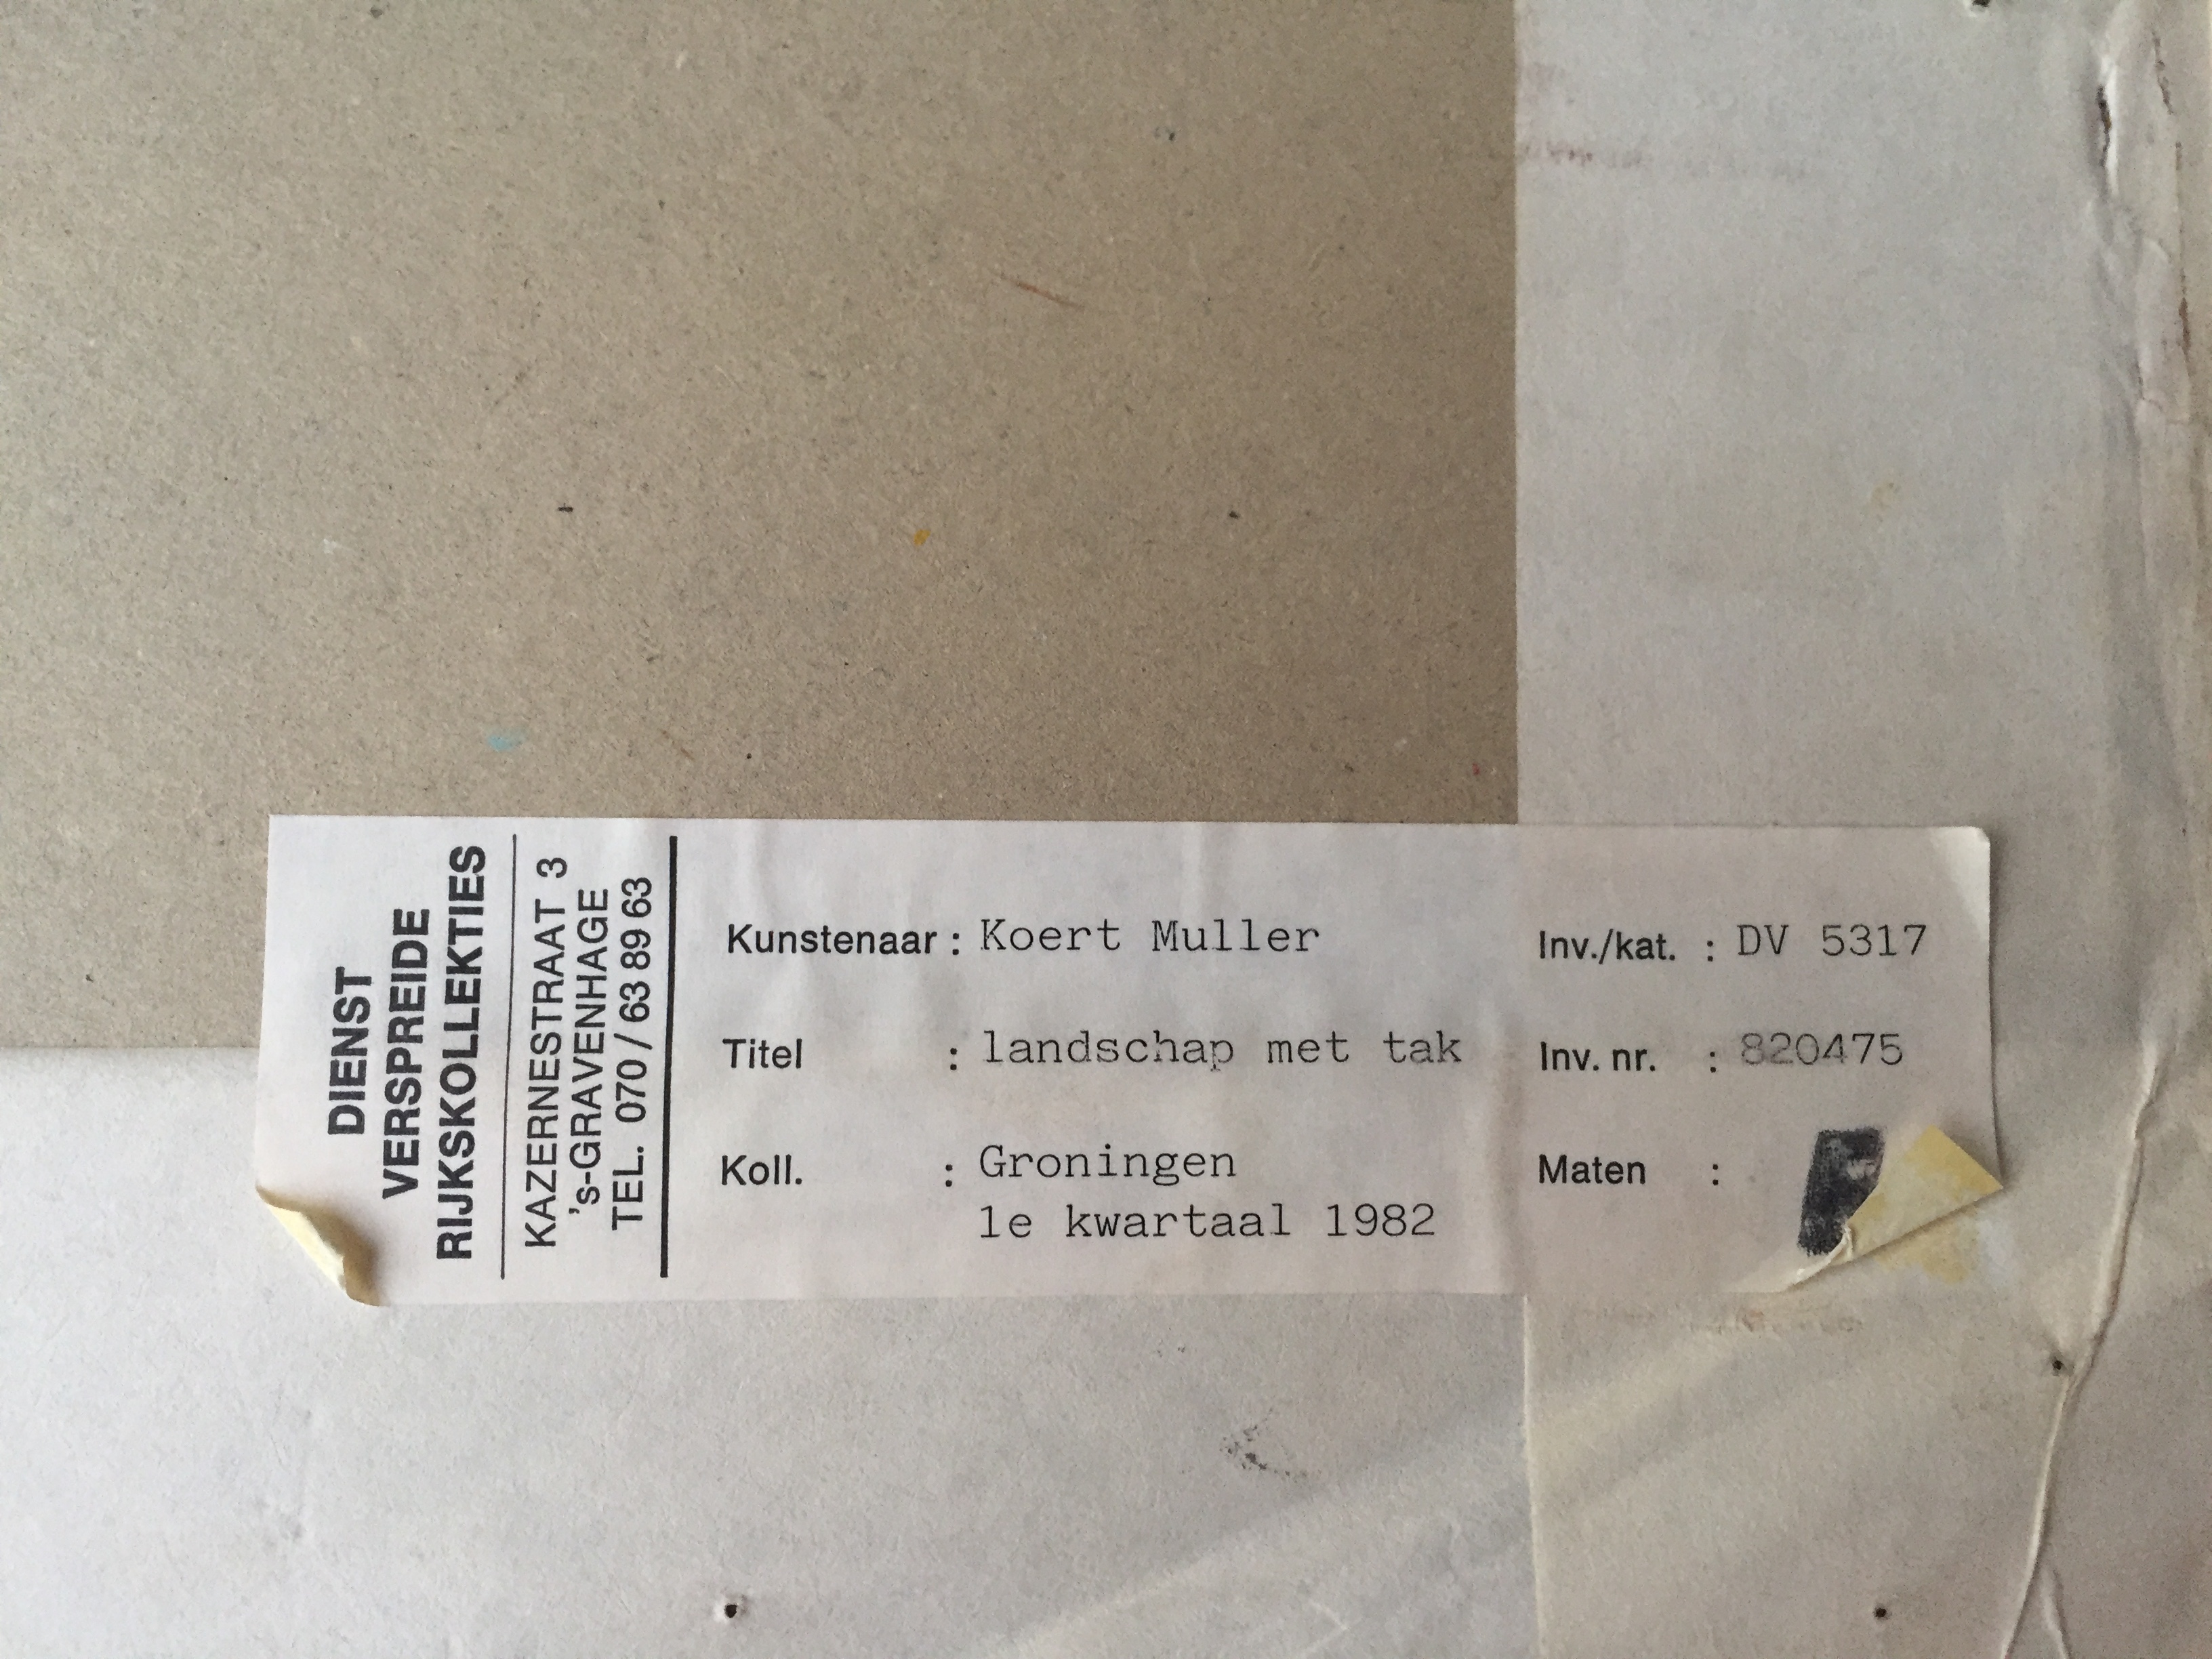 DIENST
VERSPREIDE
RIJKSKOLLEKTIES
KAZERNESTRAAT 3
's-GRAVENHAGE
TEL. 070 / 63 89 63
Kunstenaar : Koert Muller
Titel : landschap met tak
Koll. : Groningen
1e kwartaal 1982
Inv./kat. : DV 5317
Inv. nr. : 820475
Maten :